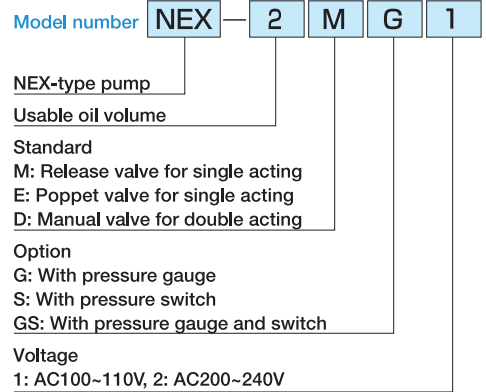 Model number NEX – 2 M G 1
NEX-type pump
Usable oil volume
Standard
M: Release valve for single acting
E: Poppet valve for single acting
D: Manual valve for double acting
Option
G: With pressure gauge
S: With pressure switch
GS: With pressure gauge and switch
Voltage
1: AC100~110V, 2: AC200~240V